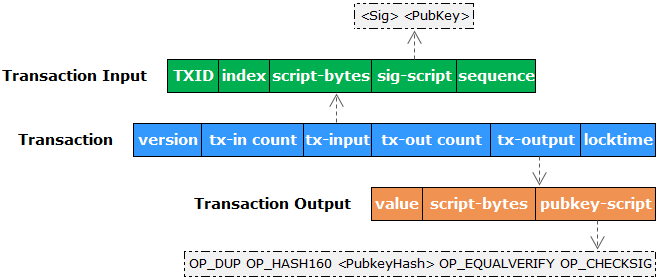 <Sig> <PubKey>
Transaction Input TXID index script-bytes sig-script sequence
Transaction version tx-in count tx-input tx-out count tx-output locktime
Transaction Output value script-bytes pubkey-script
OP_DUP OP_HASH160 <PubkeyHash> OP_EQUALVERIFY OP_CHECKSIG